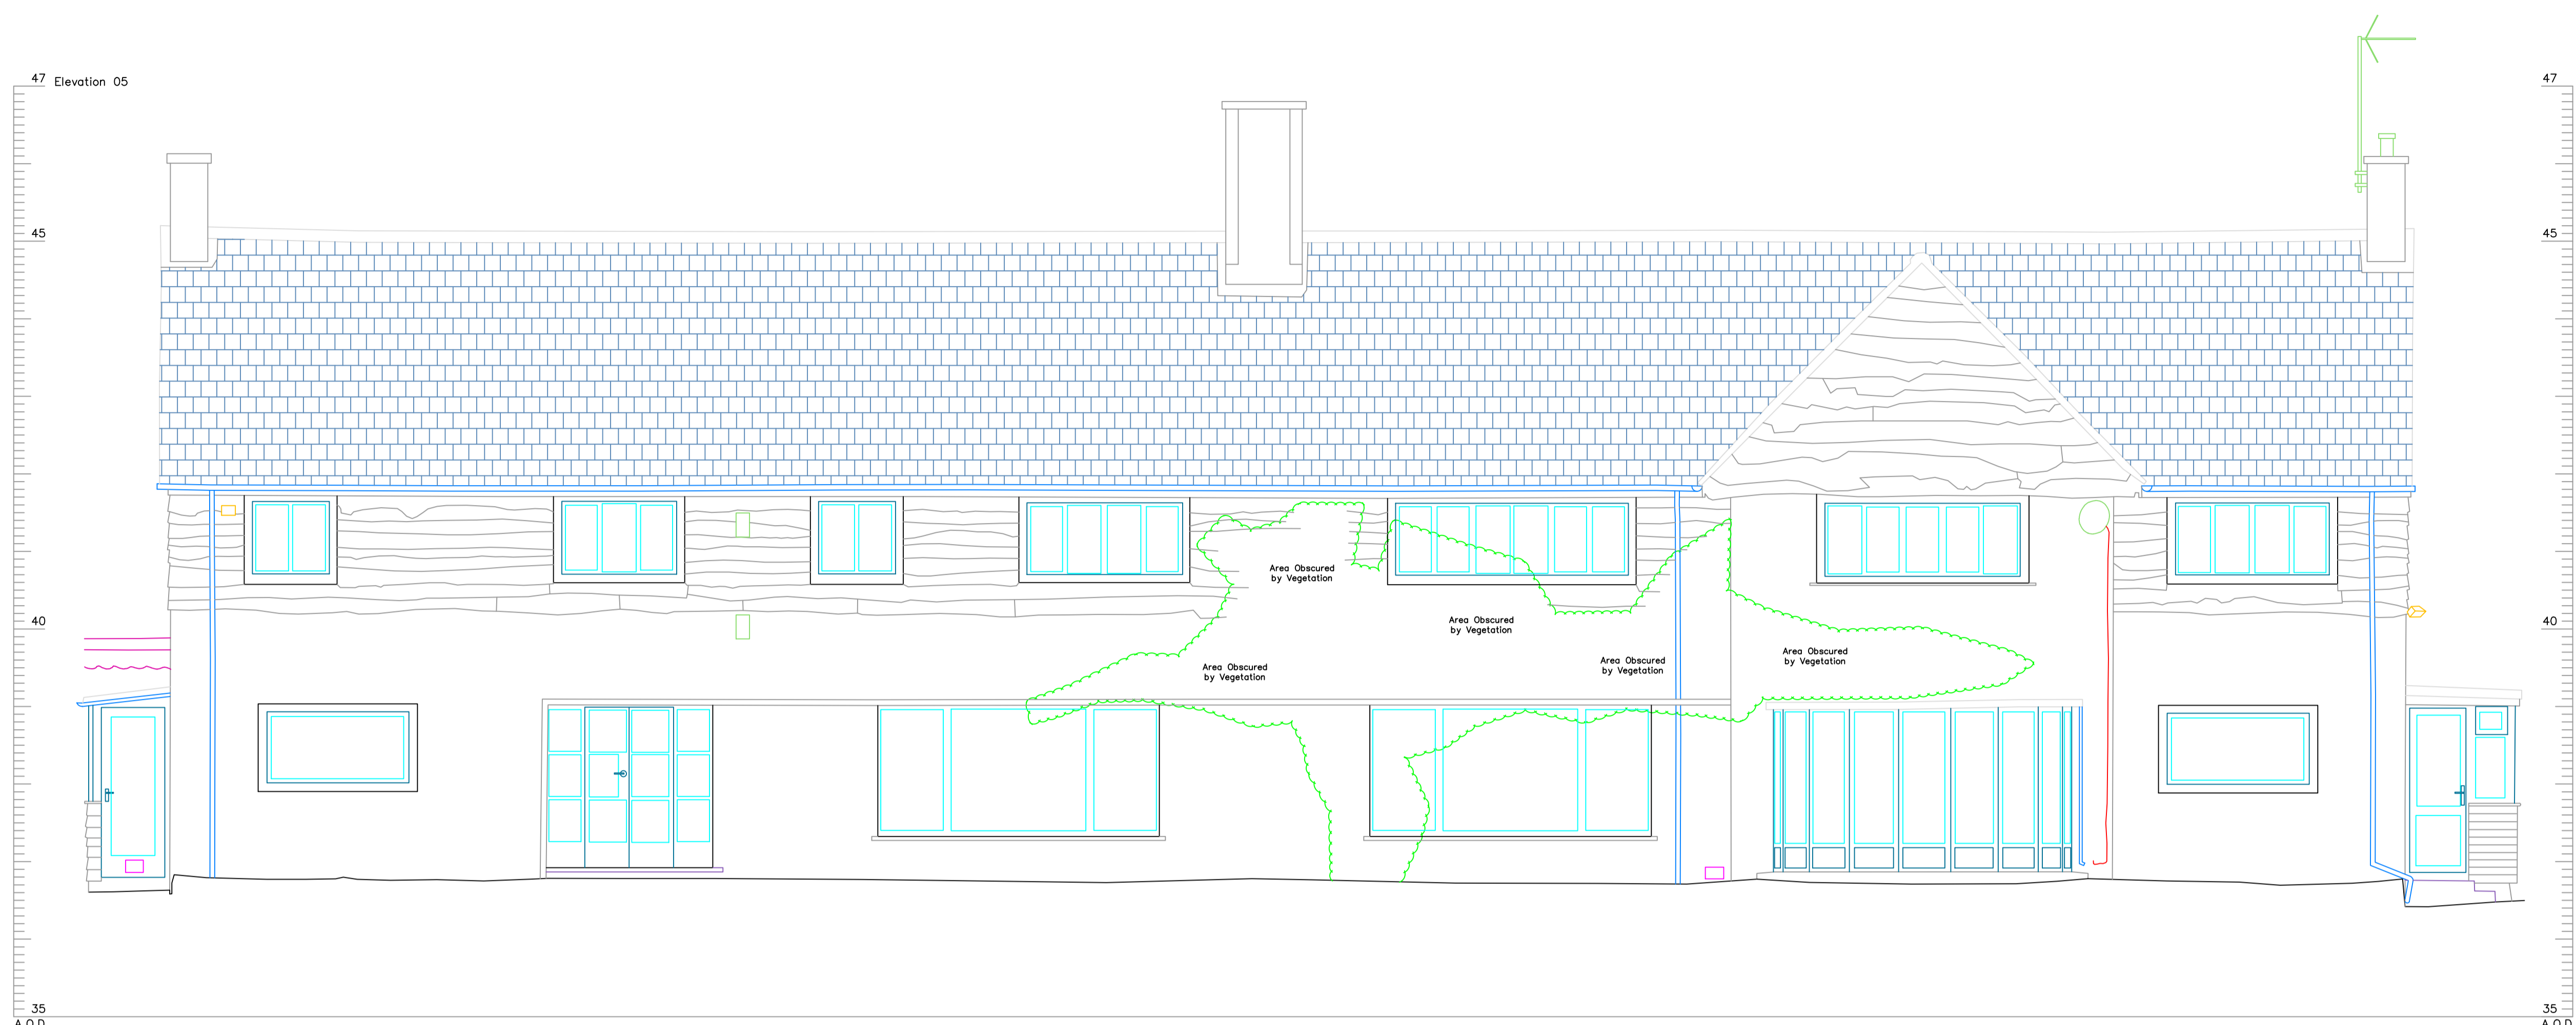 47 Elevation 05 47
45 45
Area Obscured
by Vegetation
Area Obscured
by Vegetation
Area Obscured
by Vegetation
Area Obscured
by Vegetation
Area Obscured
by Vegetation
40 40
35 35
A.O.D A.O.D